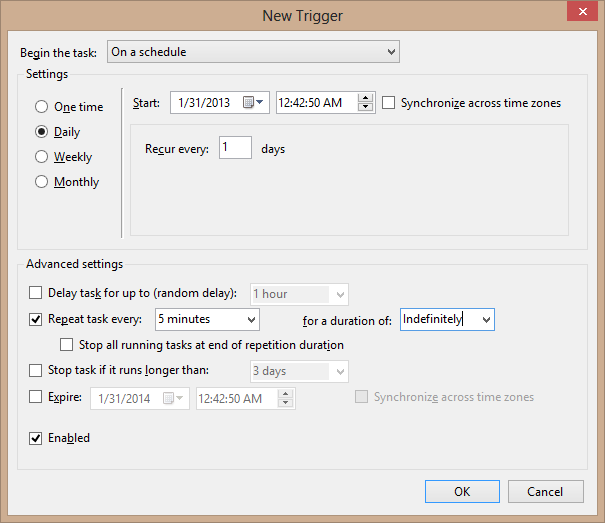 New Trigger
Begin the task: On a schedule
Settings
One time
Daily
Weekly
Monthly
Start: 1/31/2013 12:42:50 AM Synchronize across time zones
Recur every: 1 days
Advanced settings
Delay task for up to (random delay): 1 hour
Repeat task every: 5 minutes for a duration of: Indefinitely
Stop all running tasks at end of repetition duration
Stop task if it runs longer than: 3 days
Expire: 1/31/2014 12:42:50 AM Synchronize across time zones
Enabled
OK Cancel